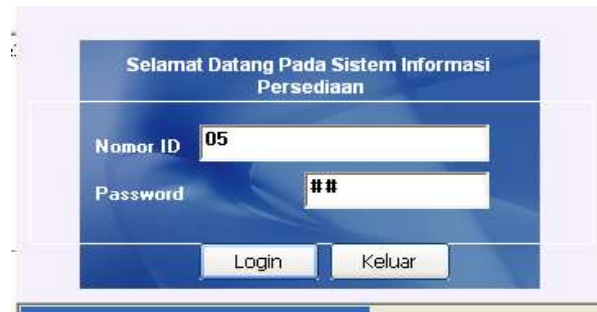 Selamat Datang Pada Sistem Informasi
Persediaan
Nomor ID 05
Password ##
Login Keluar